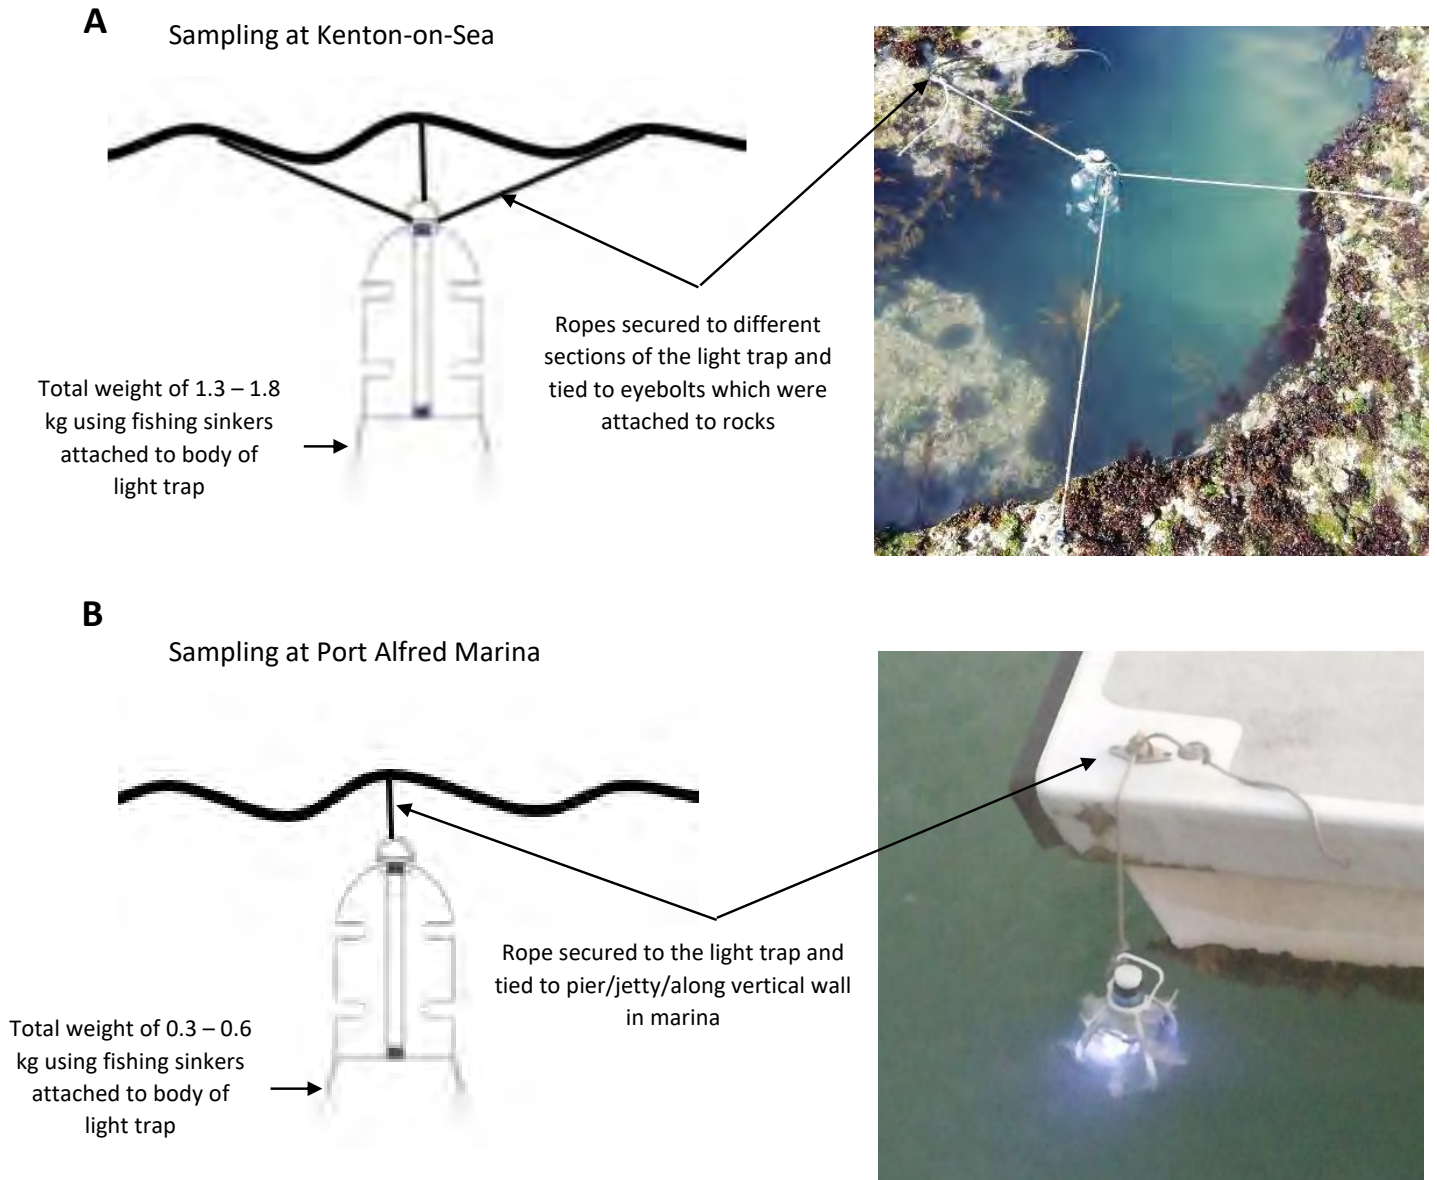 A
Sampling at Kenton-on-Sea
Ropes secured to different
sections of the light trap and
tied to eyebolts which were
attached to rocks
Total weight of 1.3 – 1.8
kg using fishing sinkers
attached to body of
light trap
B
Sampling at Port Alfred Marina
Rope secured to the light trap and
tied to pier/jetty/along vertical wall
in marina
Total weight of 0.3 – 0.6
kg using fishing sinkers
attached to body of
light trap